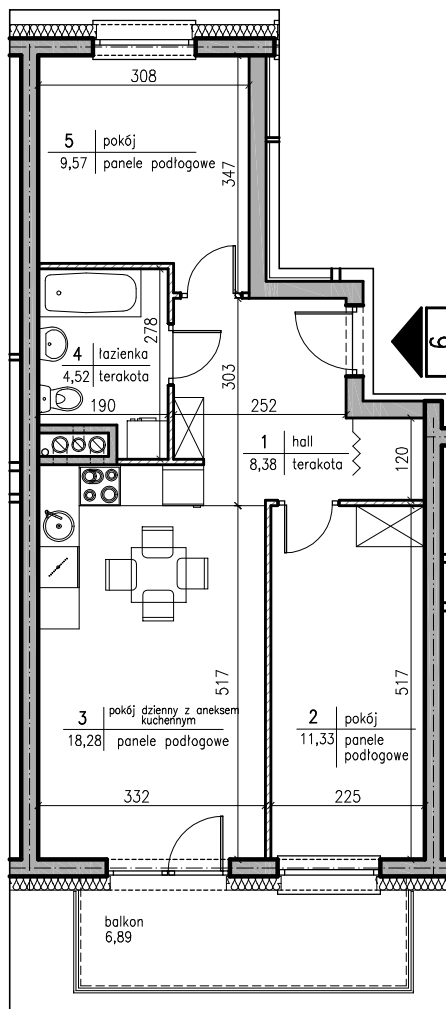 308
5 pokój
9,57 panele podłogowe
347
4 łazienka
4,52 terakota
278
190
303
252
6
1 hall
8,38 terakota
120
517
3 pokój dzienny z aneksem
kuchennym
18,28 panele podłogowe
517
2 pokój
11,33 panele
podłogowe
332
225
balkon
6,89